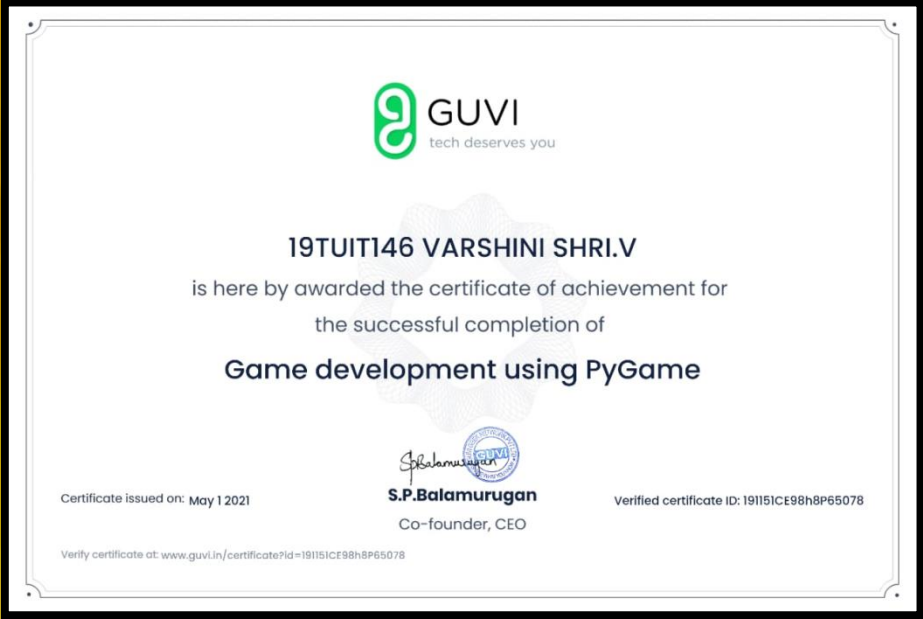 GUVI
tech deserves you
19TUIT146 VARSHINI SHRI.V
is here by awarded the certificate of achievement for
the successful completion of
Game development using PyGame
SpBalamurugan
GUVI
S.P.Balamurugan
Co-founder, CEO
Certificate issued on: May 1 2021
Verified certificate ID: 191151CE98h8P65078
Verify certificate at: www.guvi.in/certificate?id=191151CE98h8P65078